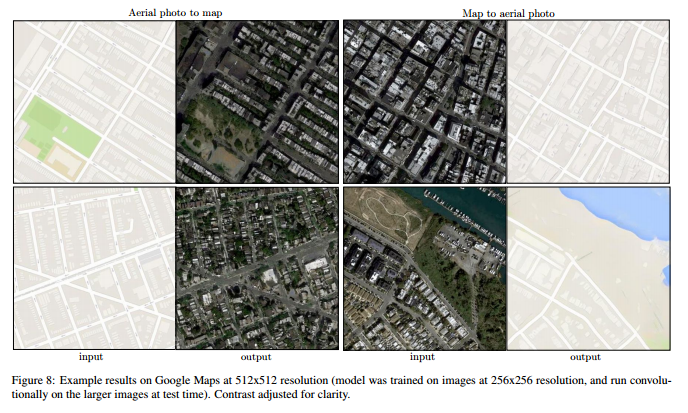 Aerial photo to map
Map to aerial photo
input
output
input
output
Figure 8: Example results on Google Maps at 512x512 resolution (model was trained on images at 256x256 resolution, and run convolu-
tionally on the larger images at test time). Contrast adjusted for clarity.